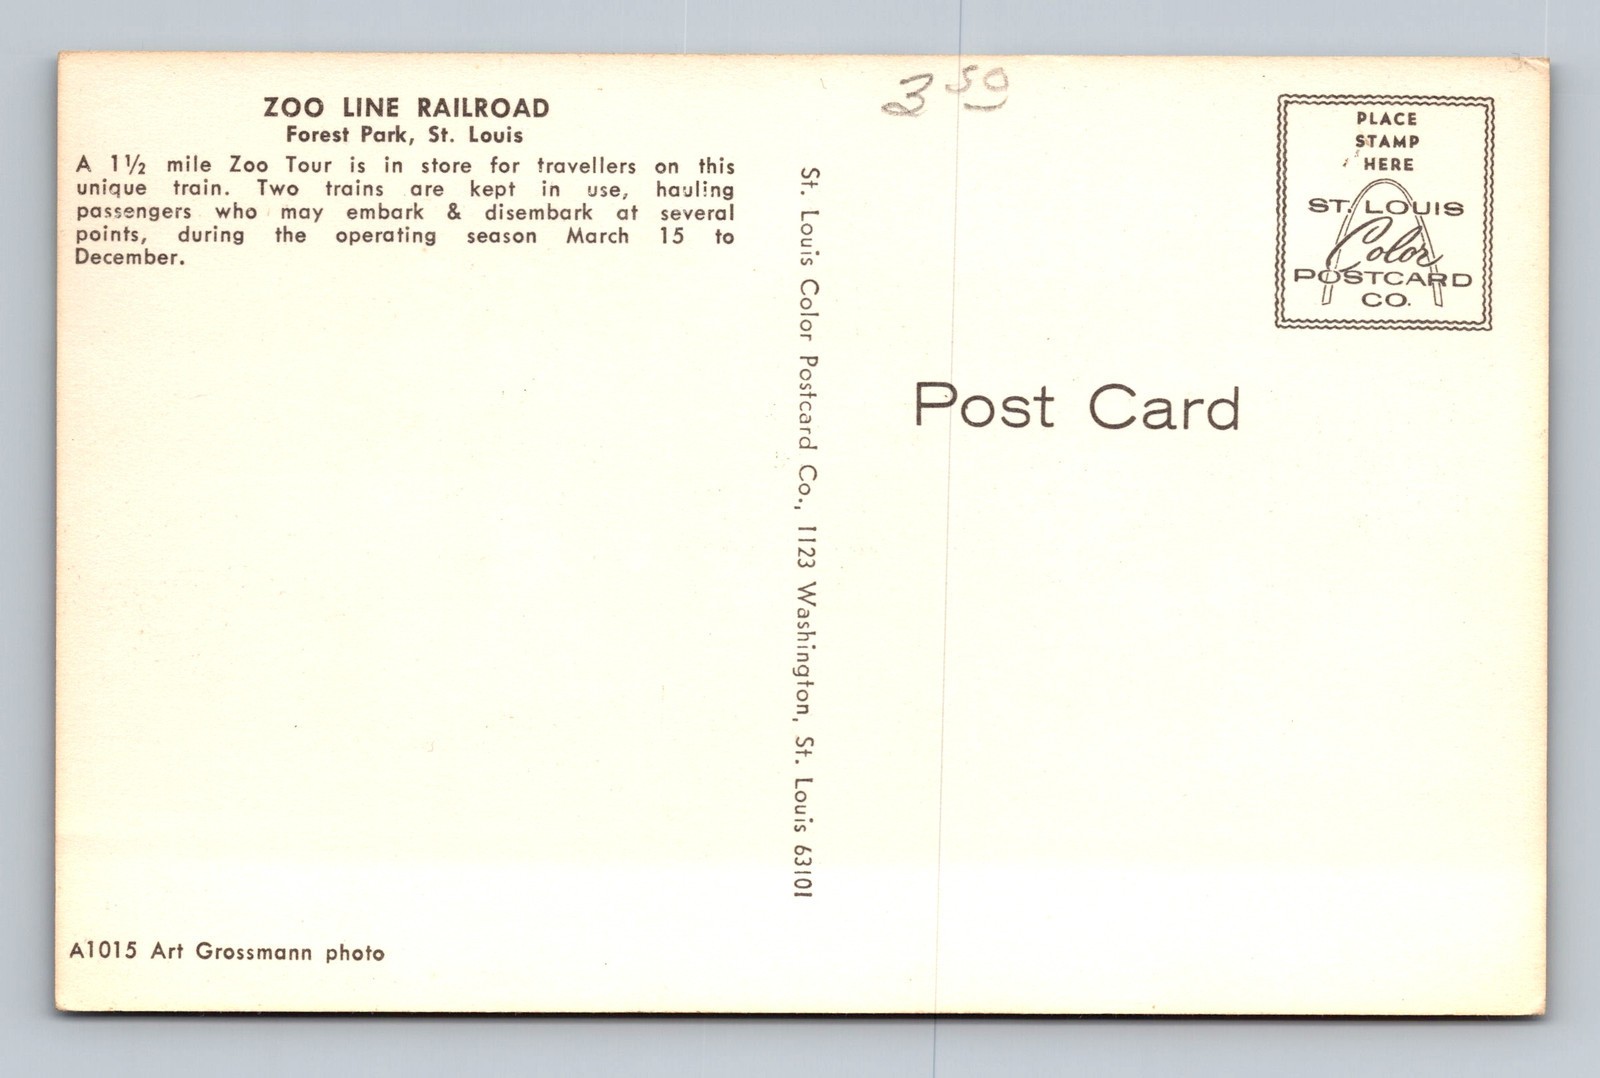 ZOO LINE RAILROAD
Forest Park, St. Louis
A 1½ mile Zoo Tour is in store for travellers on this
unique train. Two trains are kept in use, hauling
passengers who may embark & disembark at several
points, during the operating season March 15 to
December.
A1015 Art Grossmann photo
St. Louis Color Postcard Co., 1123 Washington, St. Louis 63101
3 50
PLACE
STAMP
HERE
ST. LOUIS
Color
POSTCARD
CO.
Post Card